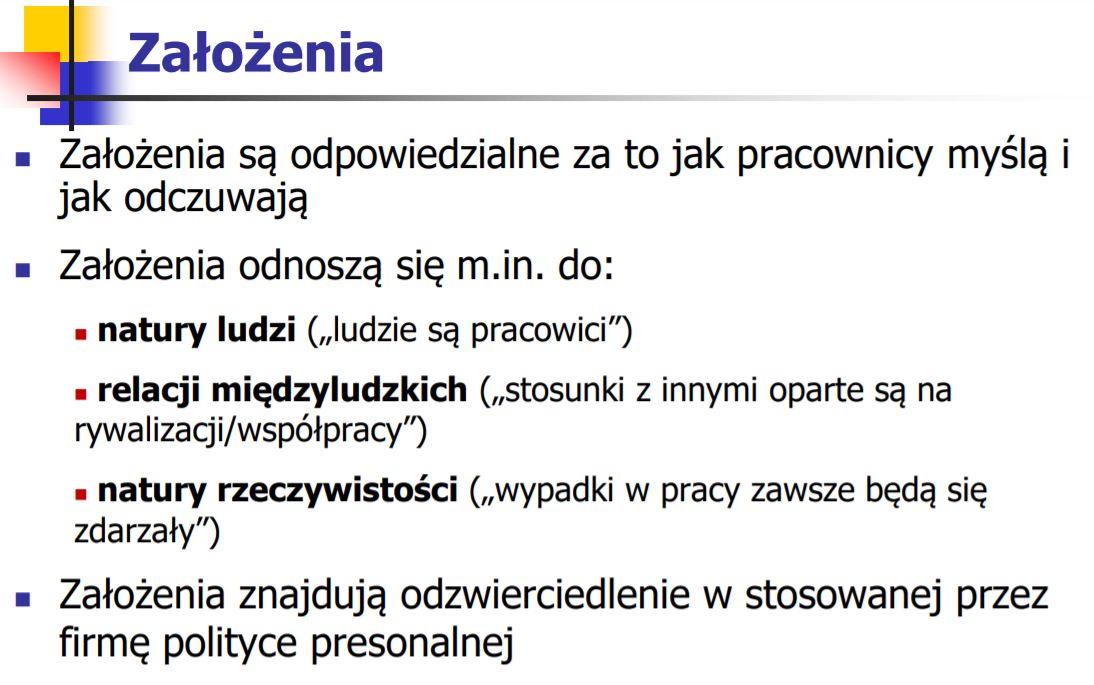 Założenia
Założenia są odpowiedzialne za to jak pracownicy myślą i
jak odczuwają
Założenia odnoszą się m.in. do:
natury ludzi („ludzie są pracowici”)
relacji międzyludzkich („stosunki z innymi oparte są na
rywalizacji/współpracy”)
natury rzeczywistości („wypadki w pracy zawsze będą się
zdarzały”)
Założenia znajdują odzwierciedlenie w stosowanej przez
firmę polityce presonalnej